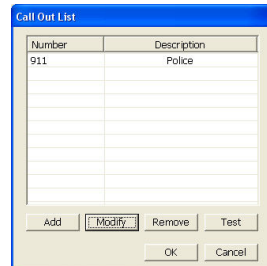 Call Out List
Number Description
911 Police
Add Modify Remove Test
OK Cancel